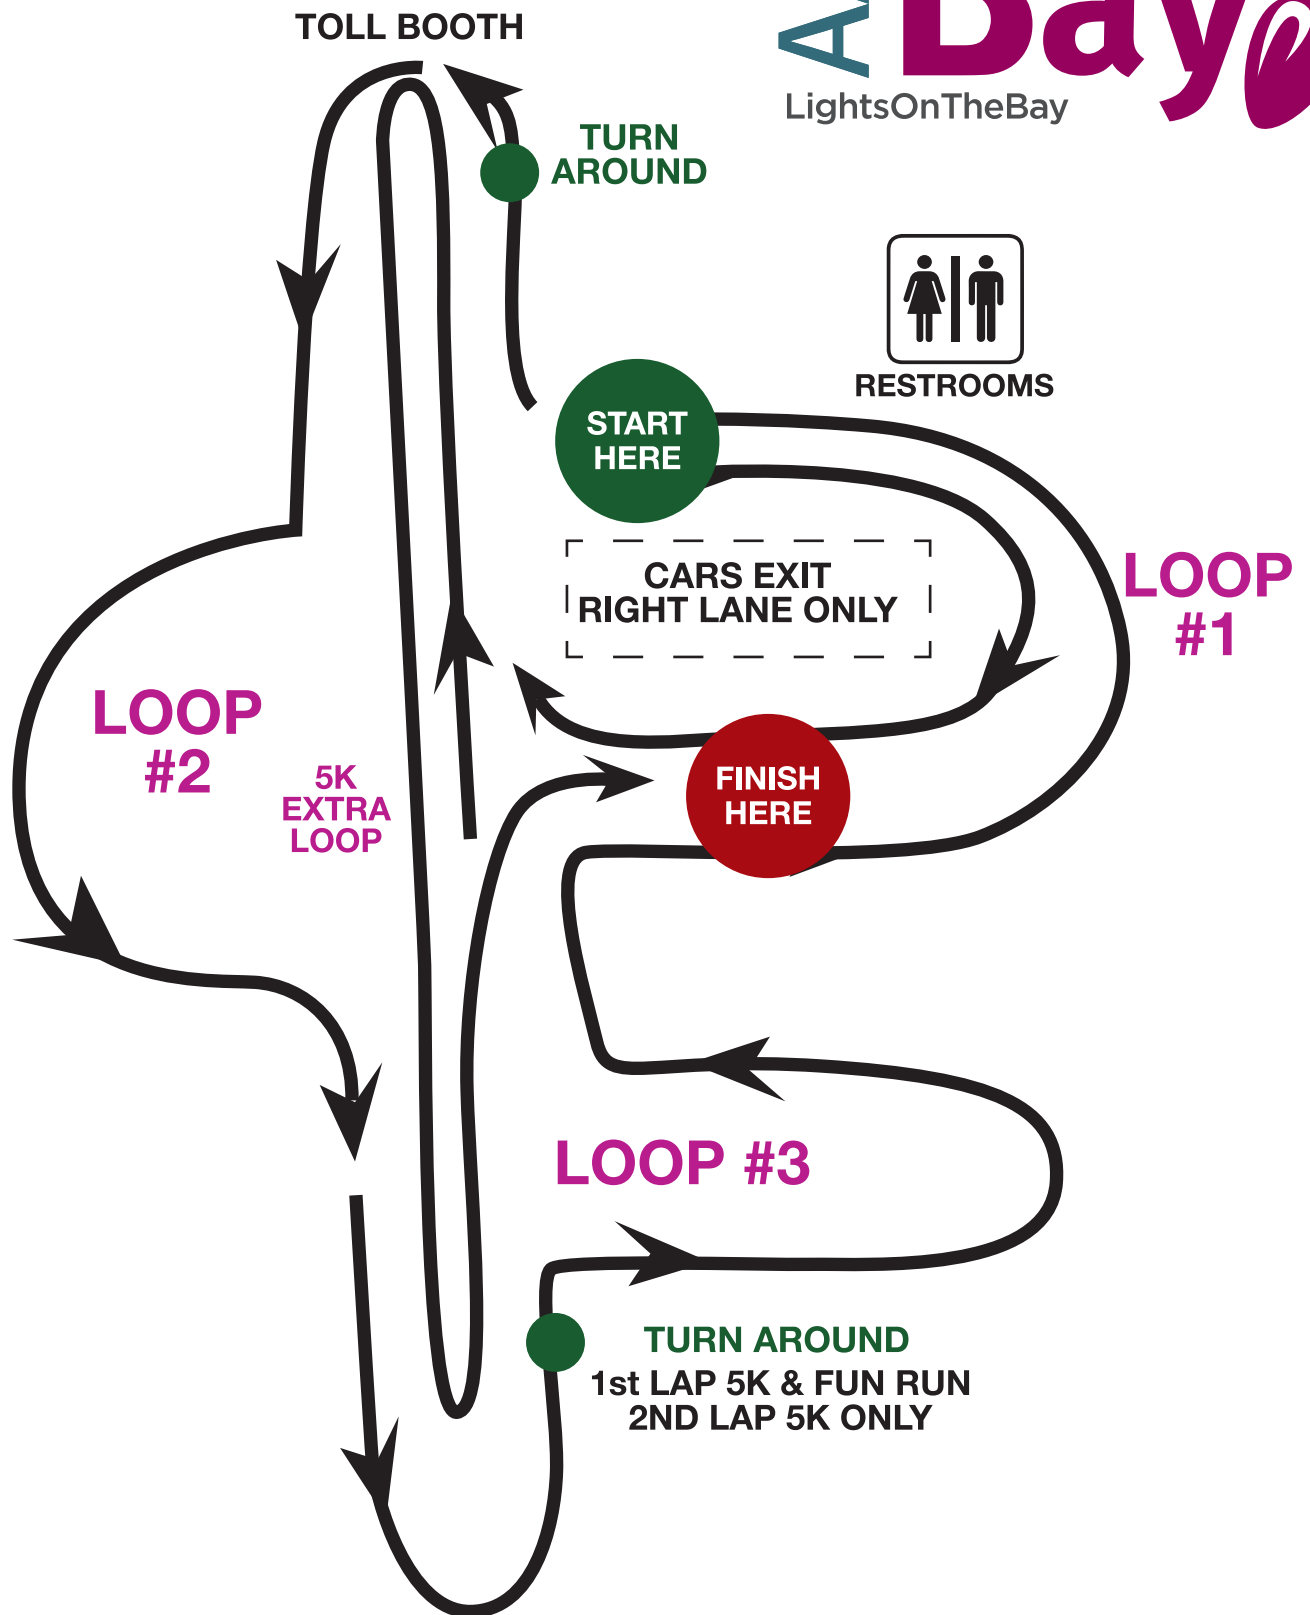 TOLL BOOTH
A
Bay
LightsOnTheBay
TURN
AROUND
RESTROOMS
START
HERE
CARS EXIT
RIGHT LANE ONLY
LOOP
#1
LOOP
#2
5K
EXTRA
LOOP
FINISH
HERE
LOOP #3
TURN AROUND
1st LAP 5K & FUN RUN
2ND LAP 5K ONLY